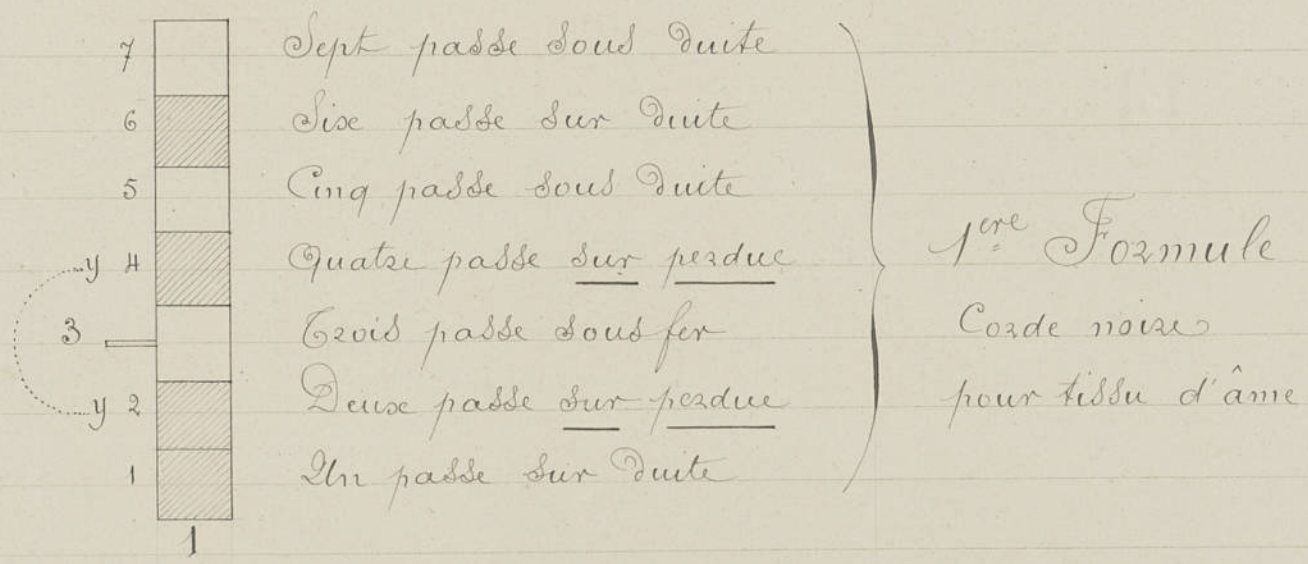 7 Sept passe sous duite
6 Six passe sur duite
5 Cinq passe sous duite
y 4 Quatre passe sur perdue
3 Trois passe sous fer
y 2 Deux passe sur perdue
1 Un passe sur duite
1
1ere Formule
Corde noire
pour tissu d'âme